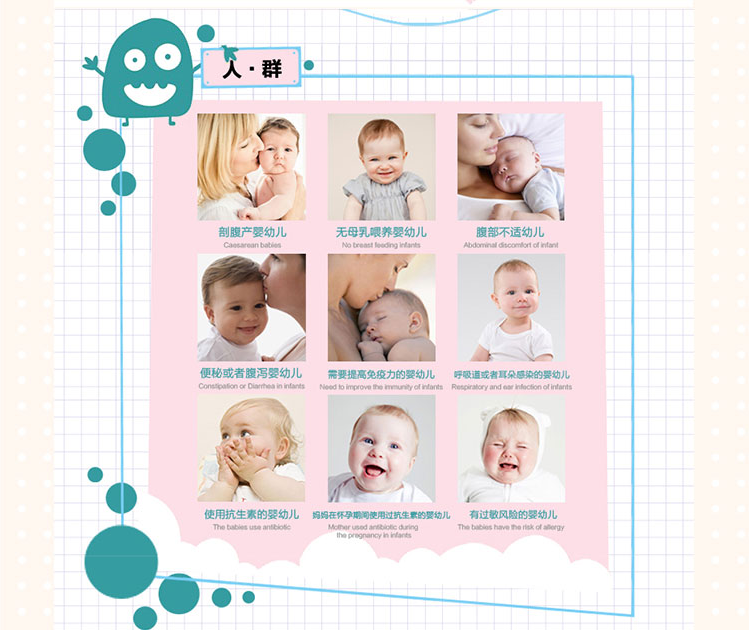 人·群
剖腹产婴幼儿
无母乳喂养婴幼儿
腹部不适幼儿
Caesarean babies
No breast feeding infants
Abdominal discomfort of infant
便秘或者腹泻婴幼儿
需要提高免疫力的婴幼儿
呼吸道或者耳朵感染的婴幼儿
Constipation or Diarrhea in infants
Need to improve the immunity of infants
Respiratory and ear infection of infants
使用抗生素的婴幼儿
妈妈在怀孕期间使用过抗生素的婴幼儿
有过敏风险的婴幼儿
The babies use antibiotic
Mother used antibiotic during
the pregnancy in infants
The babies have the risk of allergy